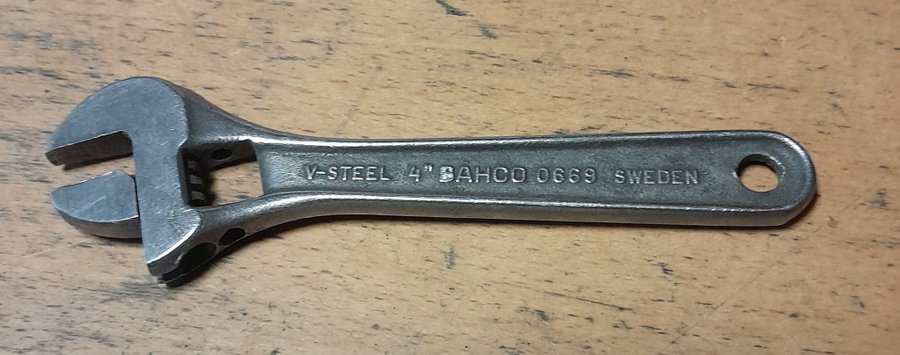 V-STEEL 4" BAHCO 0669 SWEDEN